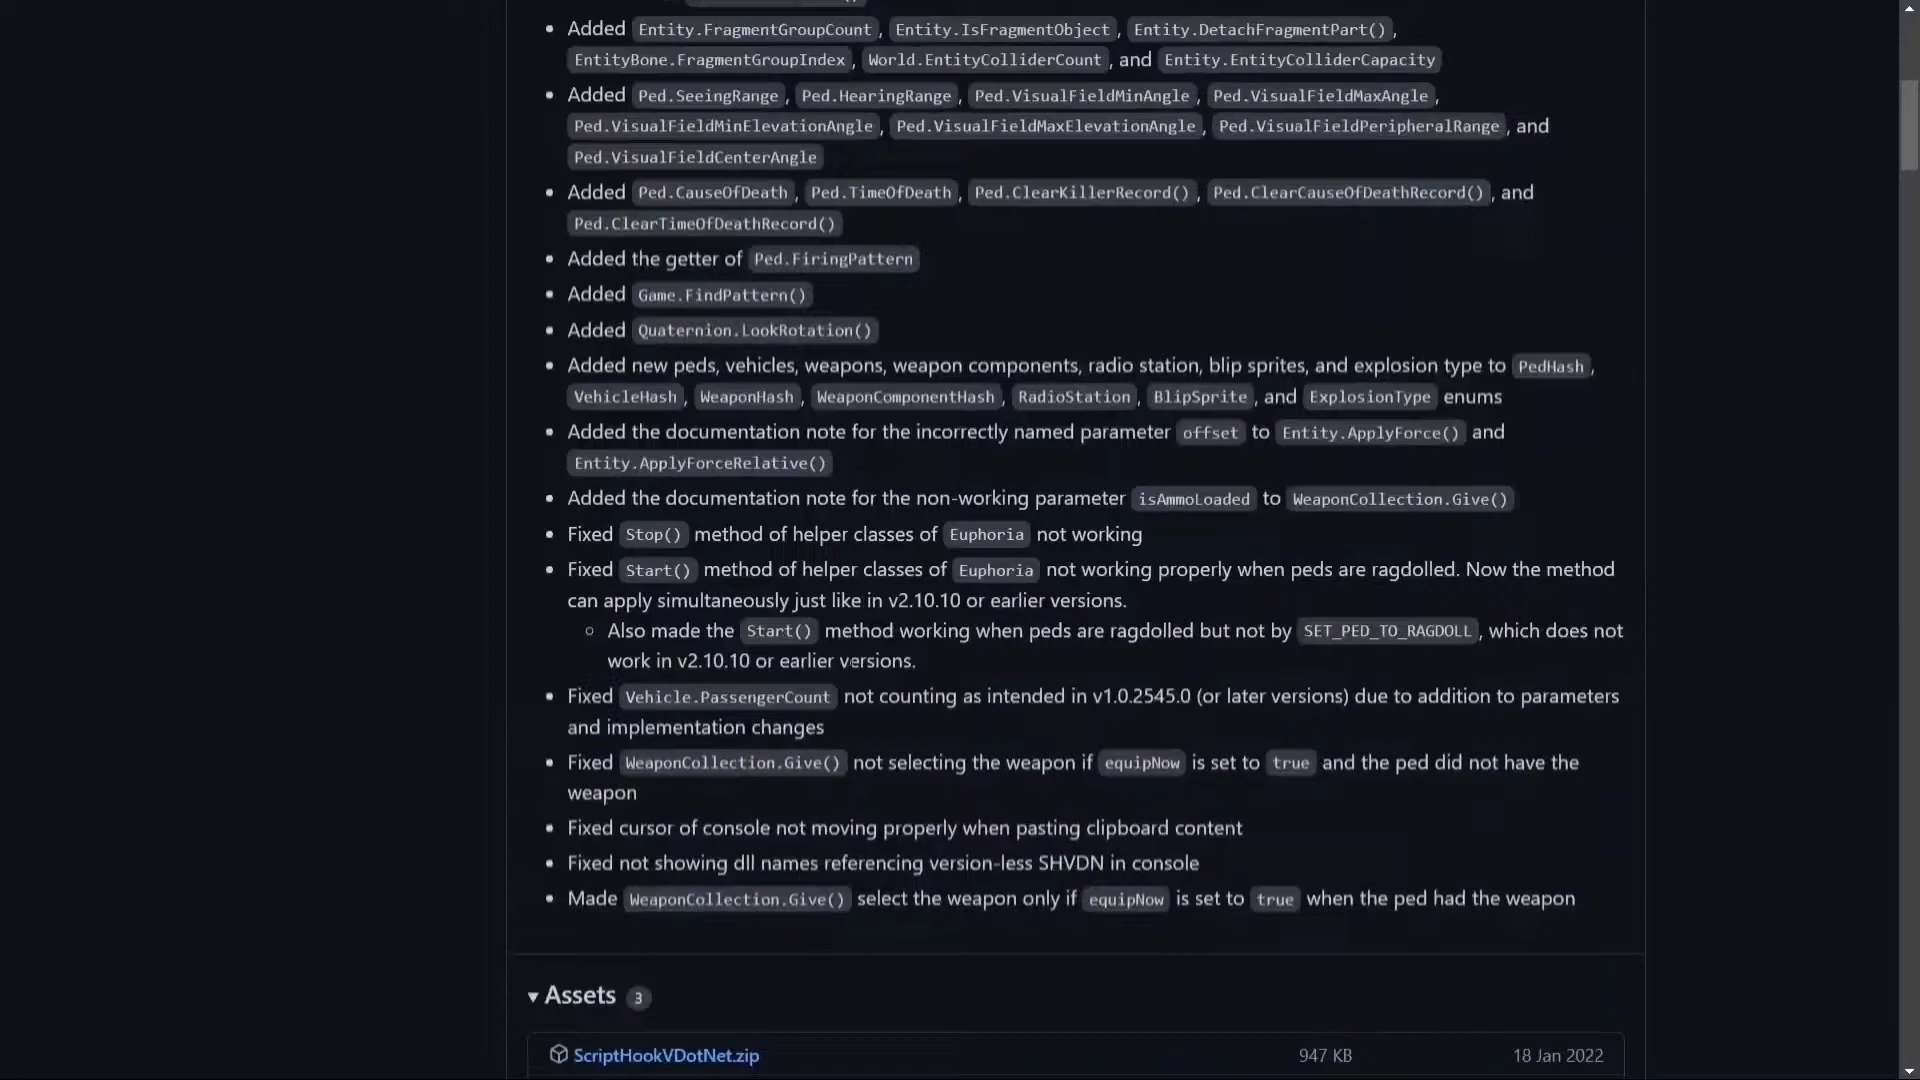 • Added Entity.FragmentGroupCount, Entity.IsFragmentObject, Entity.DetachFragmentPart(),
EntityBone.FragmentGroupIndex, World.EntityColliderCount, and Entity.EntityColliderCapacity
• Added Ped.SeeingRange, Ped.HearingRange, Ped.VisualFieldMinAngle, Ped.VisualFieldMaxAngle,
Ped.VisualFieldMinElevationAngle, Ped.VisualFieldMaxElevationAngle, Ped.VisualFieldPeripheralRange, and
Ped.VisualFieldCenterAngle
• Added Ped.CauseOfDeath, Ped.TimeOfDeath, Ped.ClearKillerRecord(), Ped.ClearCauseOfDeathRecord(), and
Ped.ClearTimeOfDeathRecord()
• Added the getter of Ped.FiringPattern
• Added Game.FindPattern()
• Added Quaternion.LookRotation()
• Added new peds, vehicles, weapons, weapon components, radio station, blip sprites, and explosion type to PedHash,
VehicleHash, WeaponHash, WeaponComponentHash, RadioStation, BlipSprite, and ExplosionType enums
• Added the documentation note for the incorrectly named parameter offset to Entity.ApplyForce() and
Entity.ApplyForceRelative()
• Added the documentation note for the non-working parameter isAmmoLoaded to WeaponCollection.Give()
• Fixed Stop() method of helper classes of Euphoria not working
• Fixed Start() method of helper classes of Euphoria not working properly when peds are ragdolled. Now the method
can apply simultaneously just like in v2.10.10 or earlier versions.
○ Also made the Start() method working when peds are ragdolled but not by SET_PED_TO_RAGDOLL, which does not
work in v2.10.10 or earlier versions.
• Fixed Vehicle.PassengerCount not counting as intended in v1.0.2545.0 (or later versions) due to addition to parameters
and implementation changes
• Fixed WeaponCollection.Give() not selecting the weapon if equipNow is set to true and the ped did not have the
weapon
• Fixed cursor of console not moving properly when pasting clipboard content
• Fixed not showing dll names referencing version-less SHVDN in console
• Made WeaponCollection.Give() select the weapon only if equipNow is set to true when the ped had the weapon
▾ Assets 3
ScriptHookVDotNet.zip 947 KB 18 Jan 2022